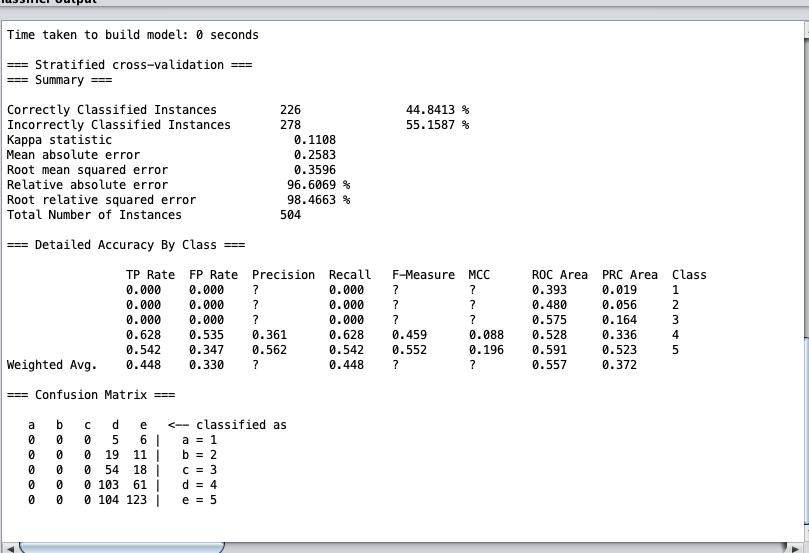 Classifier output
Time taken to build model: 0 seconds
=== Stratified cross-validation ===
=== Summary ===
Correctly Classified Instances 226 44.8413 %
Incorrectly Classified Instances 278 55.1587 %
Kappa statistic 0.1108
Mean absolute error 0.2583
Root mean squared error 0.3596
Relative absolute error 96.6069 %
Root relative squared error 98.4663 %
Total Number of Instances 504
=== Detailed Accuracy By Class ===
TP Rate FP Rate Precision Recall F-Measure MCC ROC Area PRC Area Class
0.000 0.000 ? 0.000 ? ? 0.393 0.019 1
0.000 0.000 ? 0.000 ? ? 0.480 0.056 2
0.000 0.000 ? 0.000 ? ? 0.575 0.164 3
0.628 0.535 0.361 0.628 0.459 0.088 0.528 0.336 4
0.542 0.347 0.562 0.542 0.552 0.196 0.591 0.523 5
Weighted Avg. 0.448 0.330 ? 0.448 ? ? 0.557 0.372
=== Confusion Matrix ===
a b c d e <-- classified as
0 0 0 5 6 | a = 1
0 0 0 19 11 | b = 2
0 0 0 54 18 | c = 3
0 0 0 103 61 | d = 4
0 0 0 104 123 | e = 5